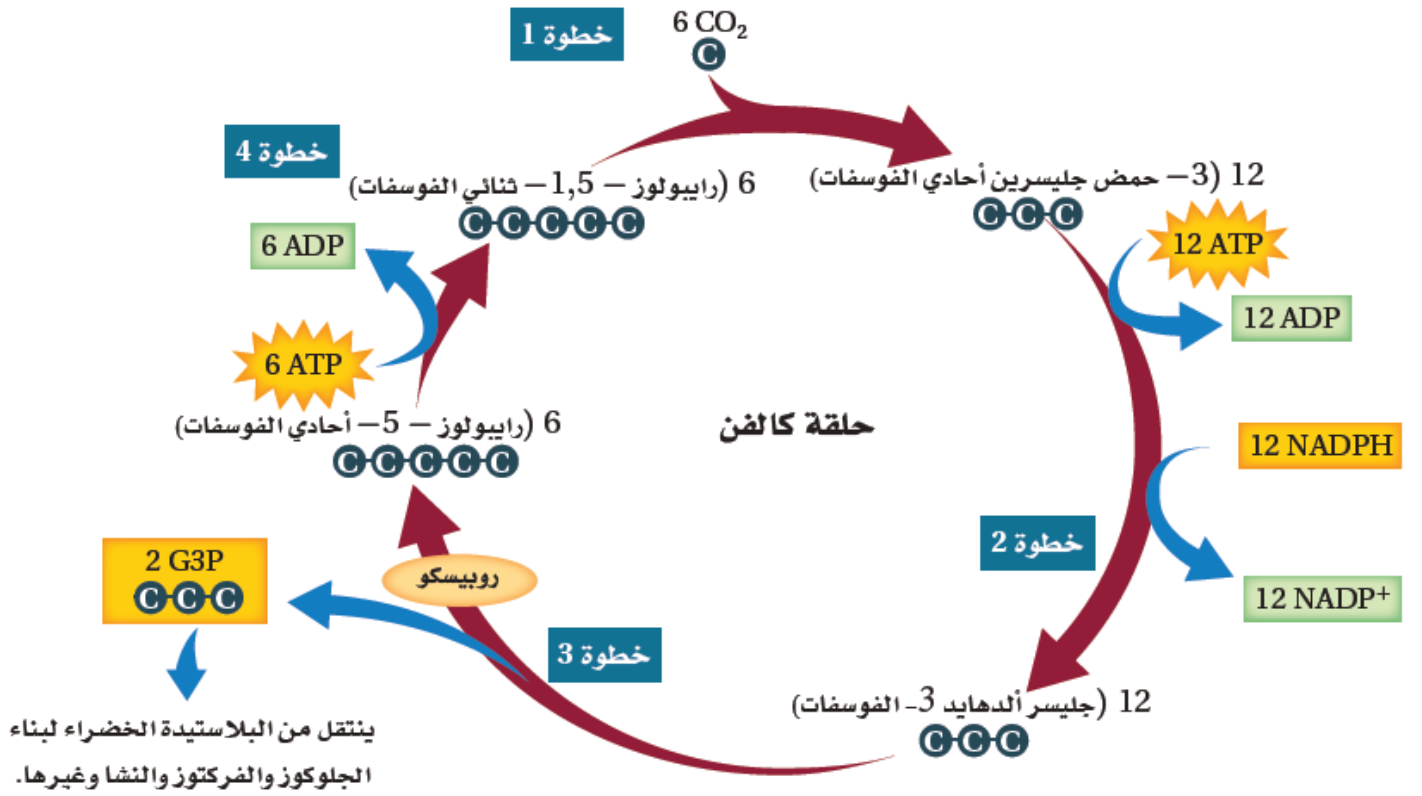 خطوة 1
6 CO₂
C
خطوة 4
6 (رايبولوز – 1,5– ثنائي الفوسفات)
C C C C C
12 (3– حمض جليسرين أحادي الفوسفات)
C C C
12 ATP
12 ADP
6 ADP
6 ATP
6 (رايبولوز – 5– أحادي الفوسفات)
C C C C C
حلقة كالفن
12 NADPH
خطوة 2
12 NADP⁺
2 G3P
C C C
روبيسكو
خطوة 3
12 (جليسر ألدهايد 3- الفوسفات)
C C C
ينتقل من البلاستيدة الخضراء لبناء
الجلوكوز والفركتوز والنشا وغيرها.